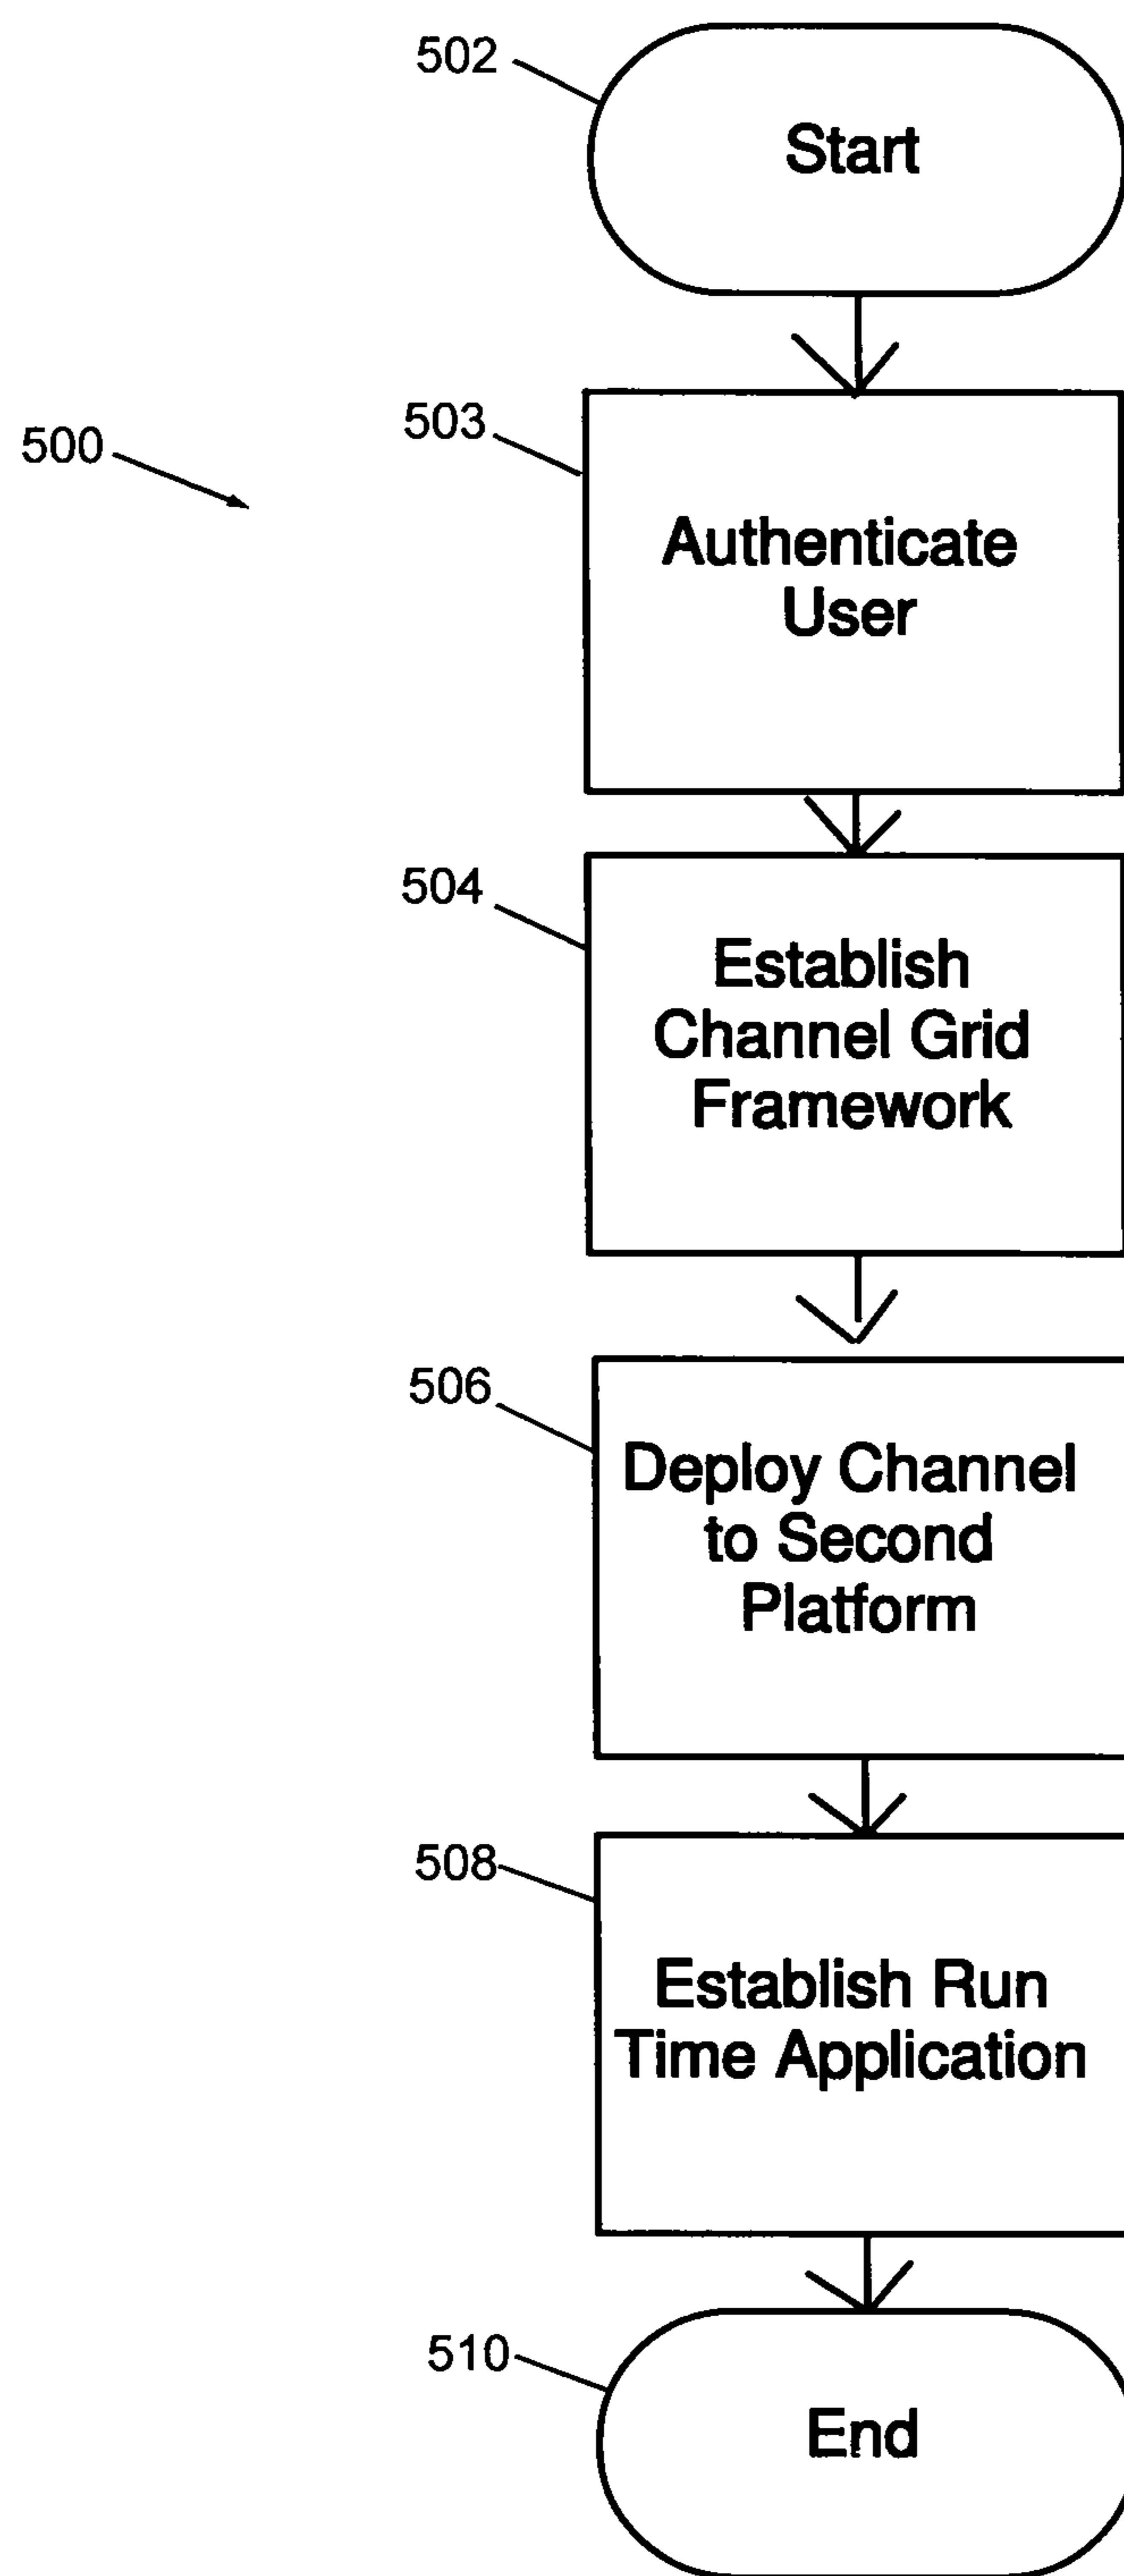 502
Start
503
500
Authenticate
User
504
Establish
Channel Grid
Framework
506
Deploy Channel
to Second
Platform
508
Establish Run
Time Application
510
End